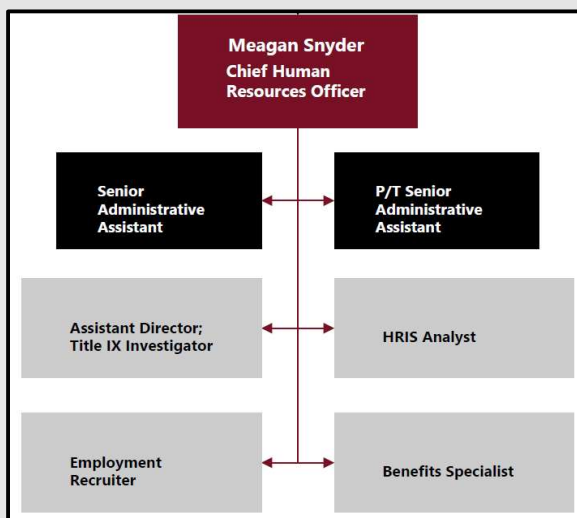 Meagan Snyder
Chief Human
Resources Officer
Senior
Administrative
Assistant
P/T Senior
Administrative
Assistant
Assistant Director;
Title IX Investigator
HRIS Analyst
Employment
Recruiter
Benefits Specialist